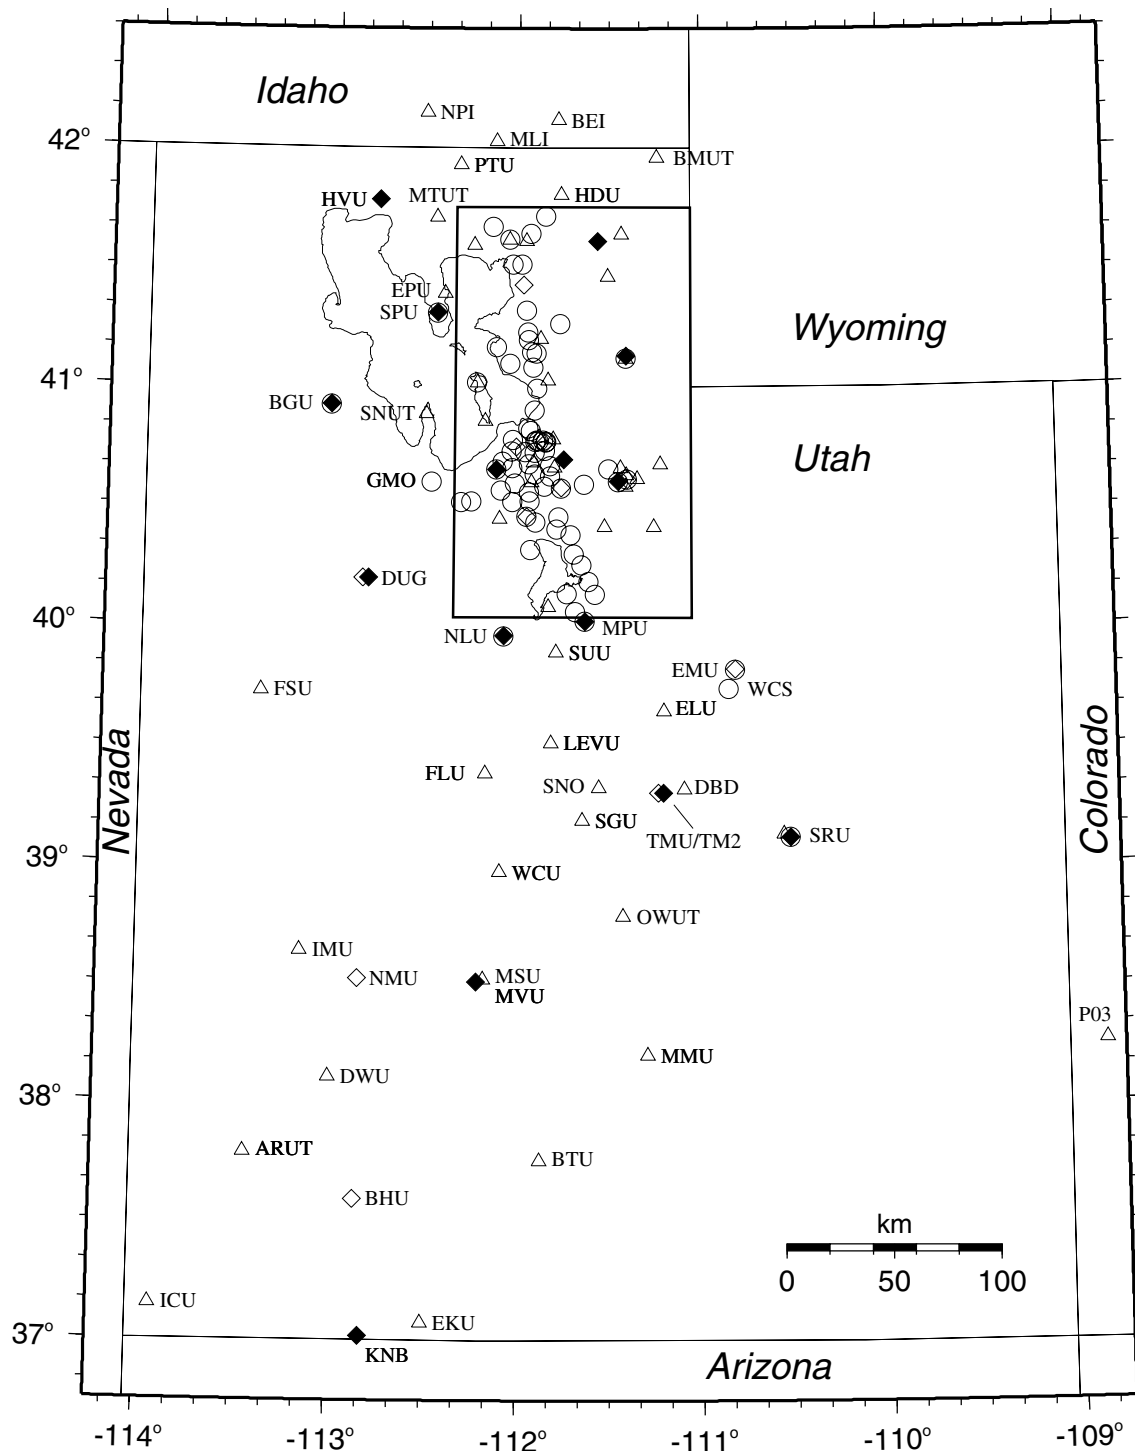 Idaho
NPI
BEI
42°
MLI
BMUT
PTU
HVU
MTUT
HDU
EPU
SPU
Wyoming
41°
BGU
SNUT
Utah
GMO
DUG
40°
NLU
MPU
SUU
EMU
WCS
FSU
ELU
Nevada
Colorado
LEVU
FLU
SNO
DBD
SGU
TMU/TM2
SRU
39°
WCU
OWUT
IMU
NMU
MSU
MVU
P03
MMU
38°
DWU
ARUT
BTU
BHU
km
0 50 100
ICU
EKU
37°
KNB
Arizona
-114° -113° -112° -111° -110° -109°